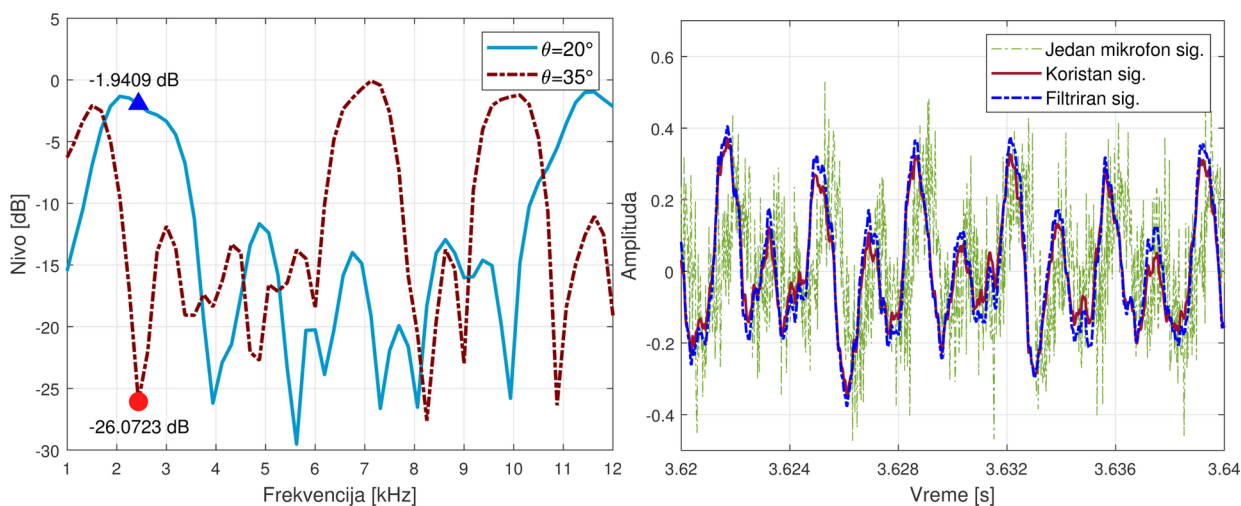 5
0
-5
-10
-15
-20
-25
-30
Nivo [dB]
1 2 3 4 5 6 7 8 9 10 11 12
Frekvencija [kHz]
-1.9409 dB
-26.0723 dB
θ=20°
θ=35°
0.6
0.4
0.2
0
-0.2
-0.4
Amplituda
3.62 3.624 3.628 3.632 3.636 3.64
Vreme [s]
Jedan mikrofon sig.
Koristan sig.
Filtriran sig.